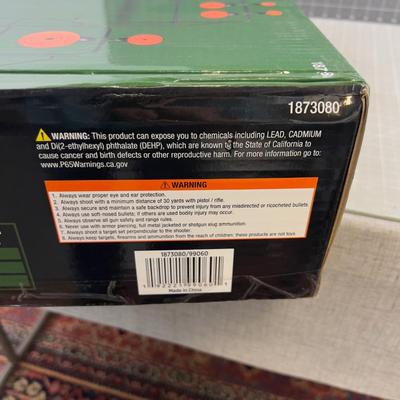 1873080
WARNING: This product can expose you to chemicals including LEAD, CADMIUM
and Di(2-ethylhexyl) phthalate (DEHP), which are known to the State of California to
cause cancer and birth defects or other reproductive harm. For more information go to:
www.P65Warnings.ca.gov
WARNING
1. Always wear proper eye and ear protection.
2. Always shoot with a minimum distance of 30 yards with pistol / rifle.
3. Always secure and maintain a safe backdrop to prevent injury from any misdirected or ricocheted bullets.
4. Use soft-nosed bullets; if others are used bodily injury may occur.
5. Always observe all gun safety and range rules.
6. Never use with armor piercing, full metal jacketed or shotgun slug ammunition.
7. Always shoot a target set perpendicular to the shooter.
8. Always keep targets, firearms and ammunition from the reach of children, these products are not toys
1873080/99060
1 92221 99060 1
Made in China